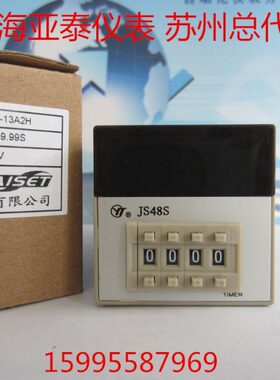 海亚泰仪表 苏州总代
-13A2H
9.99S
V
AISET
有限公司
YT® JS48S
0 0 0 0
TIMER
15995587969